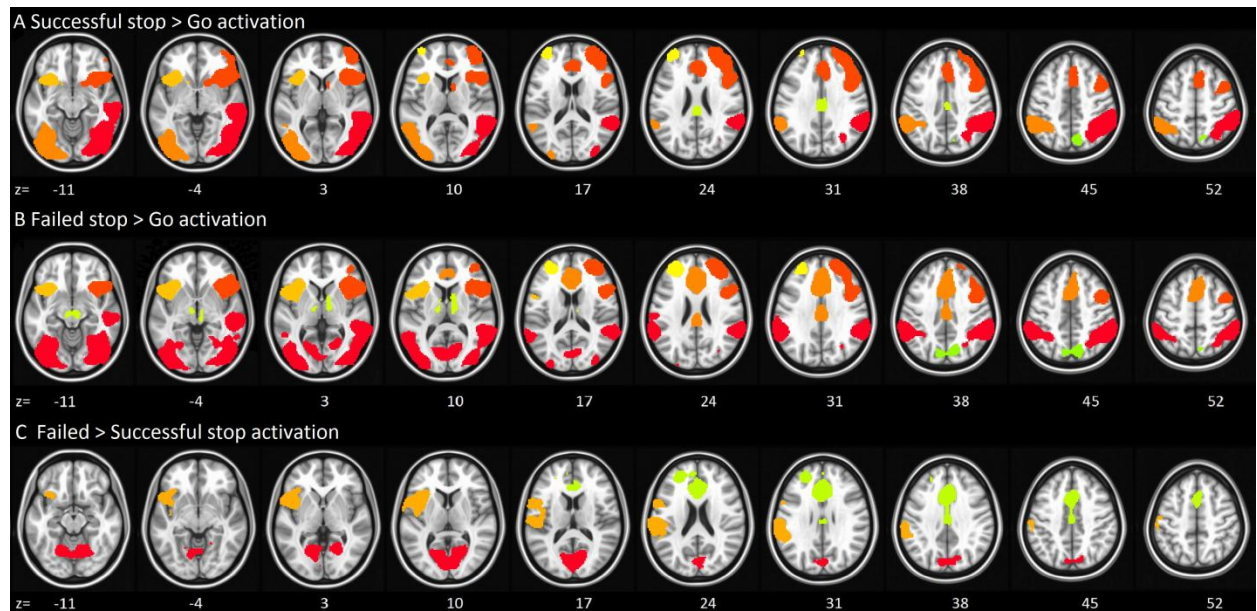 A Successful stop > Go activation
z= -11 -4 3 10 17 24 31 38 45 52
B Failed stop > Go activation
z= -11 -4 3 10 17 24 31 38 45 52
C Failed > Successful stop activation
z= -11 -4 3 10 17 24 31 38 45 52